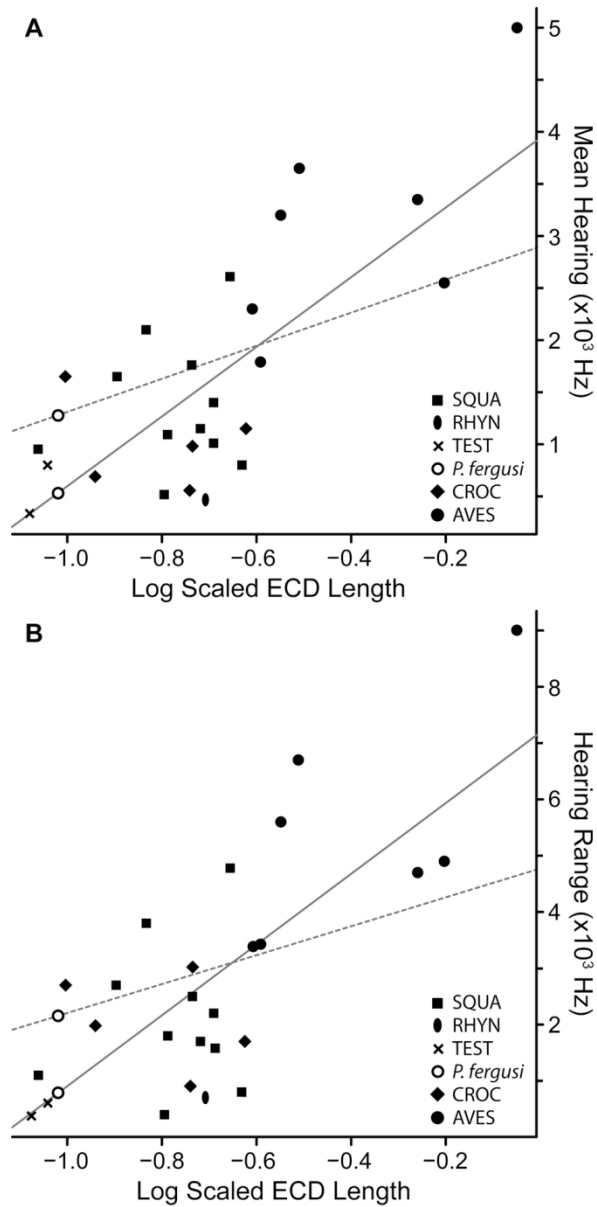 A
5
4
3
2
1
Mean Hearing (x10³ Hz)
SQUA
RHYN
TEST
P. fergusi
CROC
AVES
−1.0 −0.8 −0.6 −0.4 −0.2
Log Scaled ECD Length
B
8
6
4
2
Hearing Range (x10³ Hz)
SQUA
RHYN
TEST
P. fergusi
CROC
AVES
−1.0 −0.8 −0.6 −0.4 −0.2
Log Scaled ECD Length